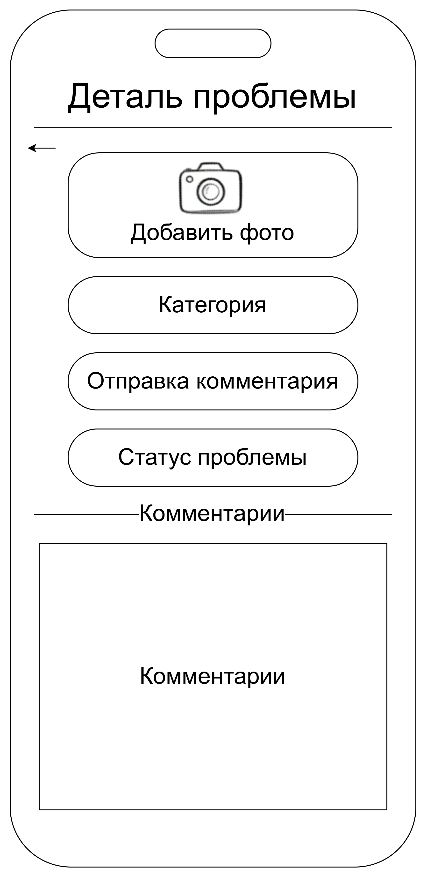 Деталь проблемы
Добавить фото
Категория
Отправка комментария
Статус проблемы
Комментарии
Комментарии